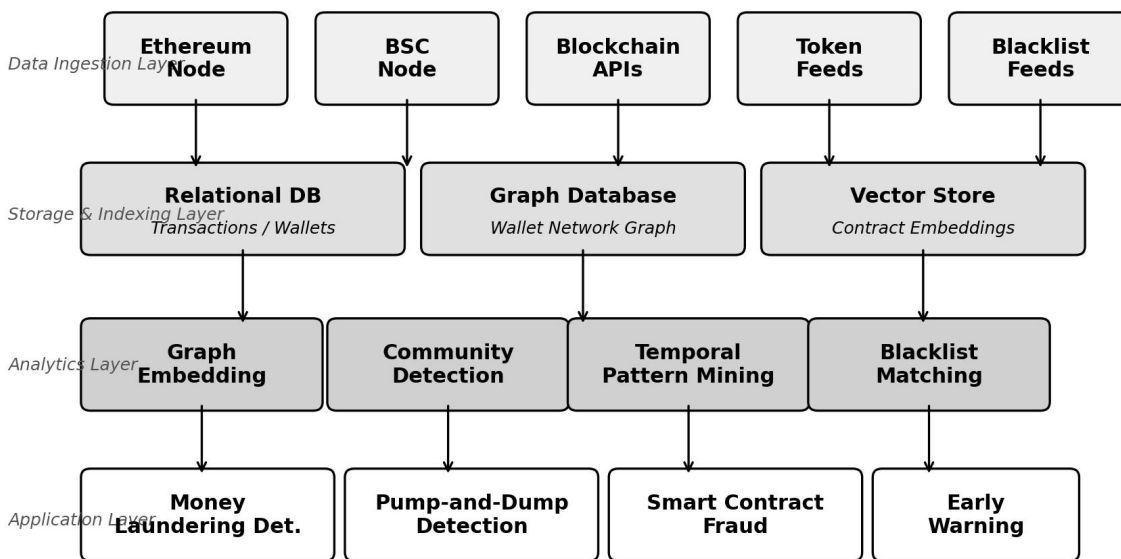 Data Ingestion Layer
Ethereum
Node
BSC
Node
Blockchain
APIs
Token
Feeds
Blacklist
Feeds
Storage & Indexing Layer
Relational DB
Transactions / Wallets
Graph Database
Wallet Network Graph
Vector Store
Contract Embeddings
Analytics Layer
Graph
Embedding
Community
Detection
Temporal
Pattern Mining
Blacklist
Matching
Application Layer
Money
Laundering Det.
Pump-and-Dump
Detection
Smart Contract
Fraud
Early
Warning